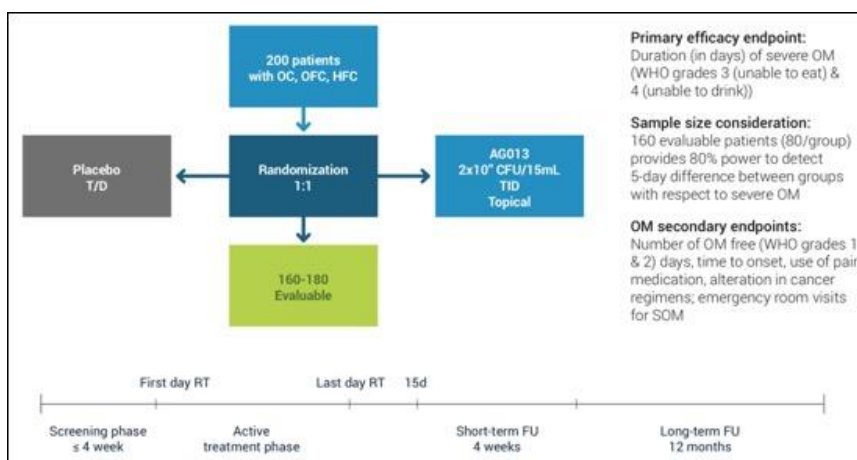 200 patients
with OC, OFC, HFC
Placebo
T/D
Randomization
1:1
AG013
2x10" CFU/15mL
TID
Topical
160-180
Evaluable
Primary efficacy endpoint:
Duration (in days) of severe OM
(WHO grades 3 (unable to eat) &
4 (unable to drink))
Sample size consideration:
160 evaluable patients (80/group)
provides 80% power to detect
5-day difference between groups
with respect to severe OM
OM secondary endpoints:
Number of OM free (WHO grades 1
& 2) days, time to onset, use of pain
medication, alteration in cancer
regimens; emergency room visits
for SOM
First day RT
Last day RT
15d
Screening phase
≤ 4 week
Active
treatment phase
Short-term FU
4 weeks
Long-term FU
12 months